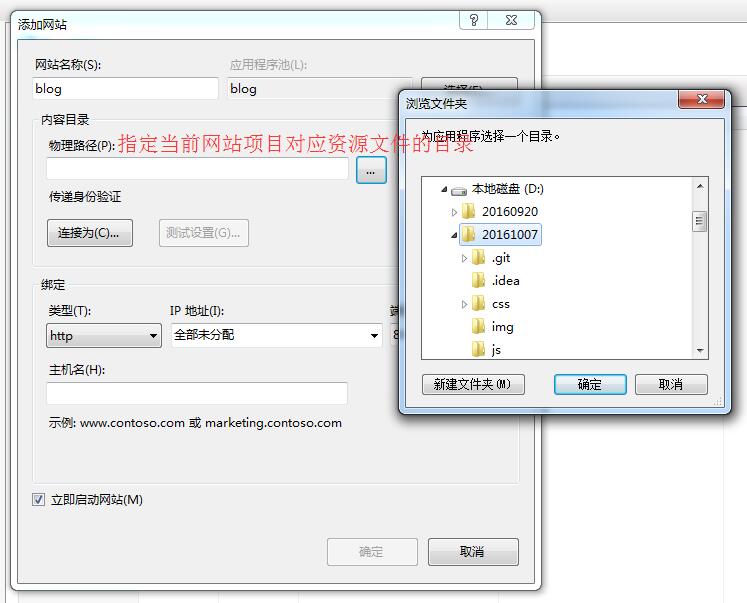 添加网站
网站名称(S):
应用程序池(L):
blog
blog
内容目录
物理路径(P):
指定当前网站项目对应资源文件的目录
...
传递身份验证
连接为(C)...
测试设置(G)...
绑定
类型(T):
IP 地址(I):
http
全部未分配
主机名(H):
示例: www.contoso.com 或 marketing.contoso.com
立即启动网站(M)
确定
取消
浏览文件夹
为应用程序选择一个目录。
本地磁盘 (D:)
20160920
20161007
.git
.idea
css
img
js
新建文件夹(M)
确定
取消